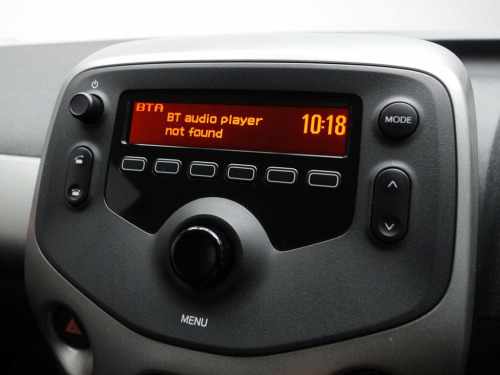 BTA
BT audio player
not found
10:18
MODE
MENU